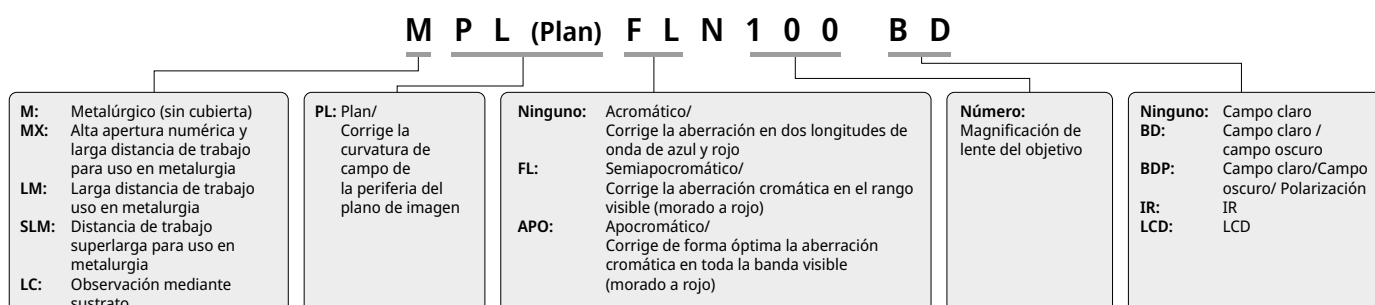 M P L (Plan) F L N 1 0 0 B D
M: Metalúrgico (sin cubierta)
MX: Alta apertura numérica y
larga distancia de trabajo
para uso en metalurgia
LM: Larga distancia de trabajo
uso en metalurgia
SLM: Distancia de trabajo
superlarga para uso en
metalurgia
LC: Observación mediante
sustrato
PL: Plan/
Corrige la
curvatura de
campo de
la periferia del
plano de imagen
Ninguno: Acromático/
Corrige la aberración en dos longitudes de
onda de azul y rojo
FL: Semiapocromático/
Corrige la aberración cromática en el rango
visible (morado a rojo)
APO: Apocromático/
Corrige de forma óptima la aberración
cromática en toda la banda visible
(morado a rojo)
Número:
Magnificación de
lente del objetivo
Ninguno: Campo claro
BD: Campo claro /
campo oscuro
BDP: Campo claro/Campo
oscuro/ Polarización
IR: IR
LCD: LCD